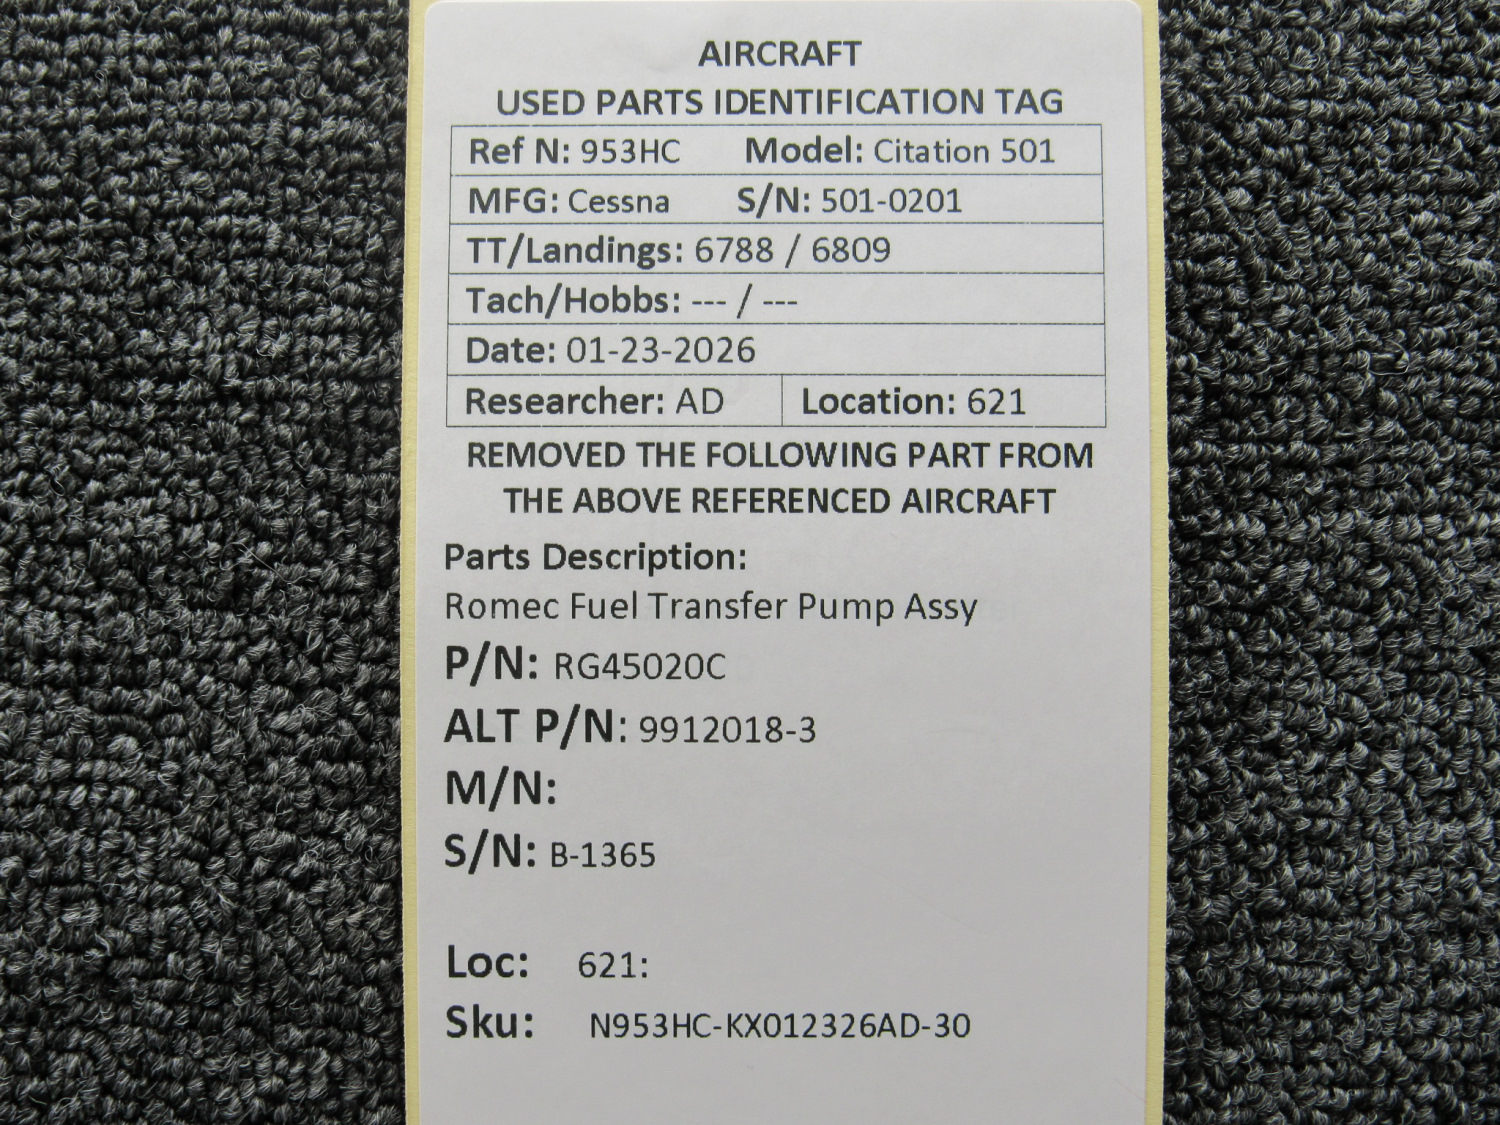 AIRCRAFT
USED PARTS IDENTIFICATION TAG
Ref N: 953HC Model: Citation 501
MFG: Cessna S/N: 501-0201
TT/Landings: 6788 / 6809
Tach/Hobbs: --- / ---
Date: 01-23-2026
Researcher: AD Location: 621
REMOVED THE FOLLOWING PART FROM
THE ABOVE REFERENCED AIRCRAFT
Parts Description:
Romec Fuel Transfer Pump Assy
P/N: RG45020C
ALT P/N: 9912018-3
M/N:
S/N: B-1365
Loc: 621:
Sku: N953HC-KX012326AD-30